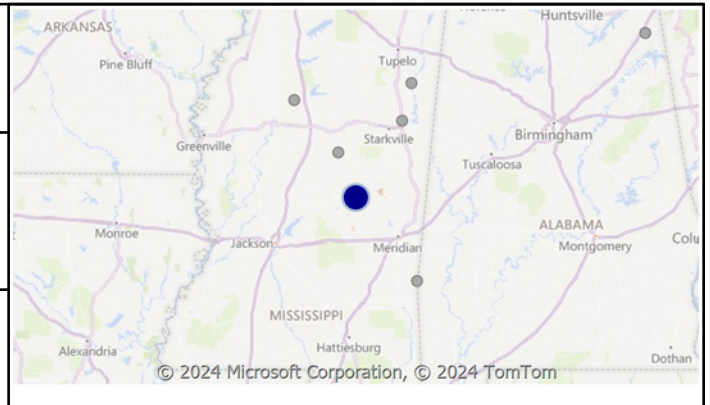 Huntsville
ARKANSAS
Pine Bluff
Tupelo
Greenville
Starkville
Birmingham
Tuscaloosa
Monroe
Jackson
Meridian
ALABAMA
Montgomery
Colu
MISSISSIPPI
Alexandria
Hattiesburg
Dothan
© 2024 Microsoft Corporation, © 2024 TomTom